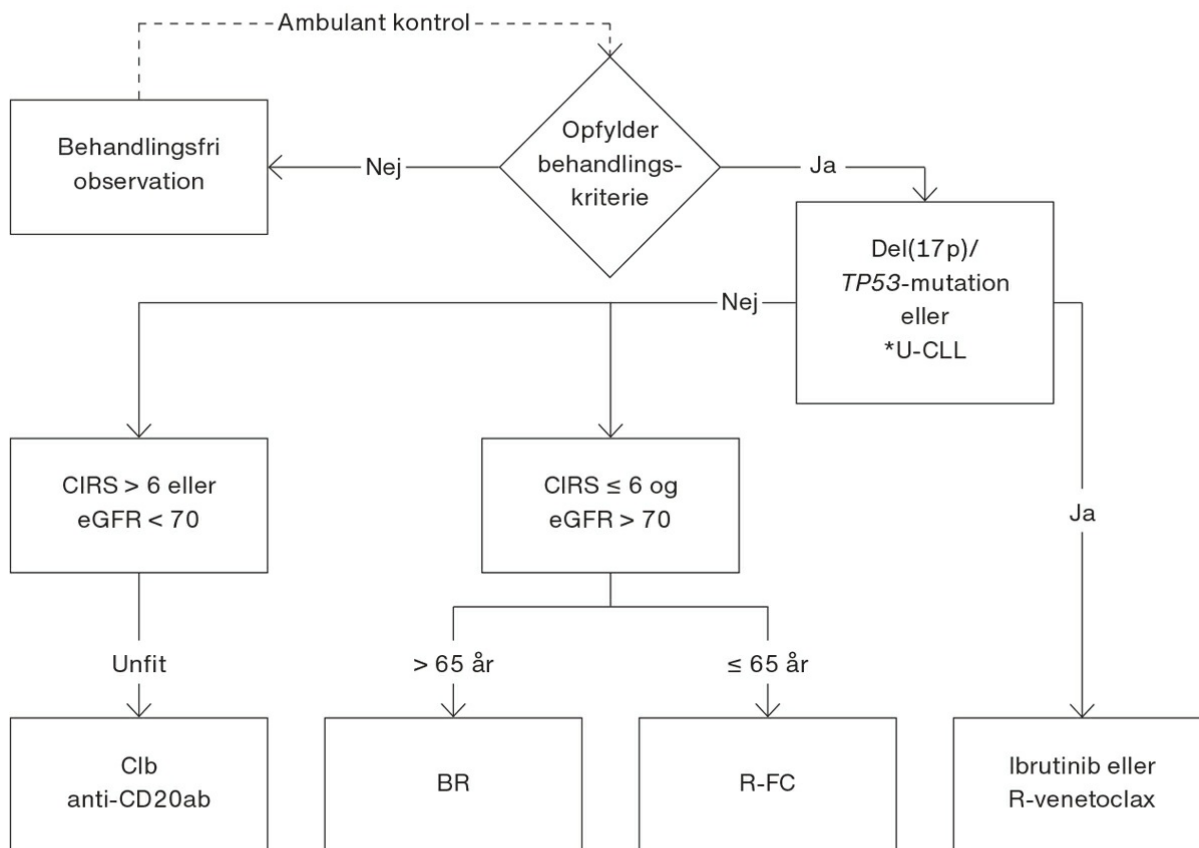 Ambulant kontrol
Behandlingsfri
observation
Nej
Opfylder
behandlings-
kriterie
Ja
Del(17p)/
TP53-mutation
eller
*U-CLL
Nej
CIRS > 6 eller
eGFR < 70
CIRS ≤ 6 og
eGFR > 70
Ja
Unfit
> 65 år
≤ 65 år
Clb
anti-CD20ab
BR
R-FC
Ibrutinib eller
R-venetoclax